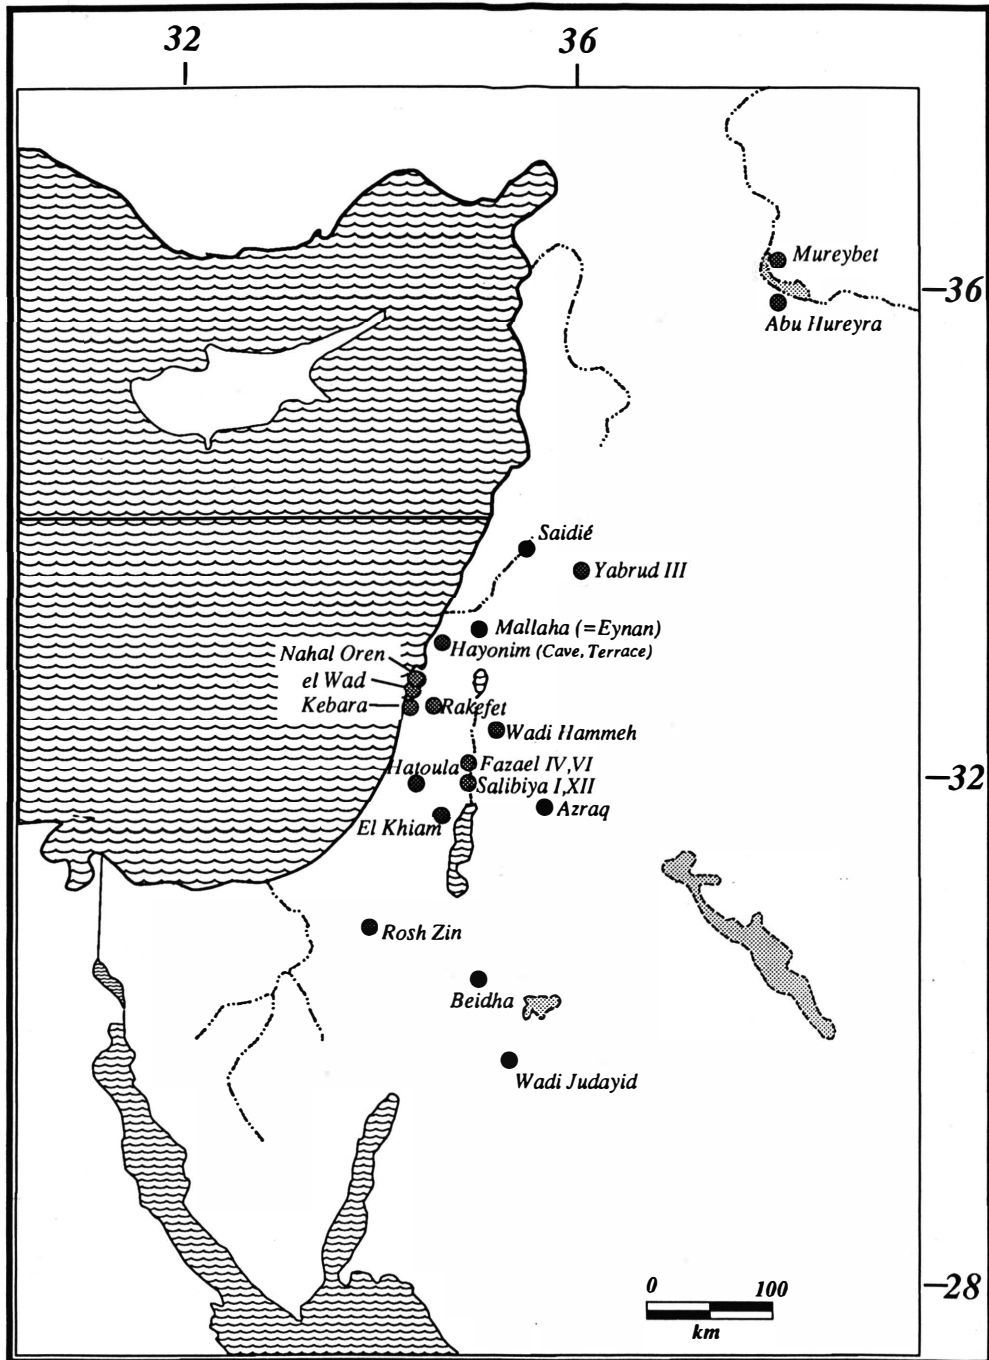 32
36
Mureybet
36
Abu Hureyra
Saidié
Yabrud III
Mallaha (=Eynan)
Hayonim (Cave, Terrace)
Nahal Oren
el Wad
Kebara
Rakefet
Wadi Hammeh
Fazael IV,VI
Hatoula
32
Salibiya I,XII
Azraq
El Khiam
Rosh Zin
Beidha
Wadi Judayid
28
0 100
km